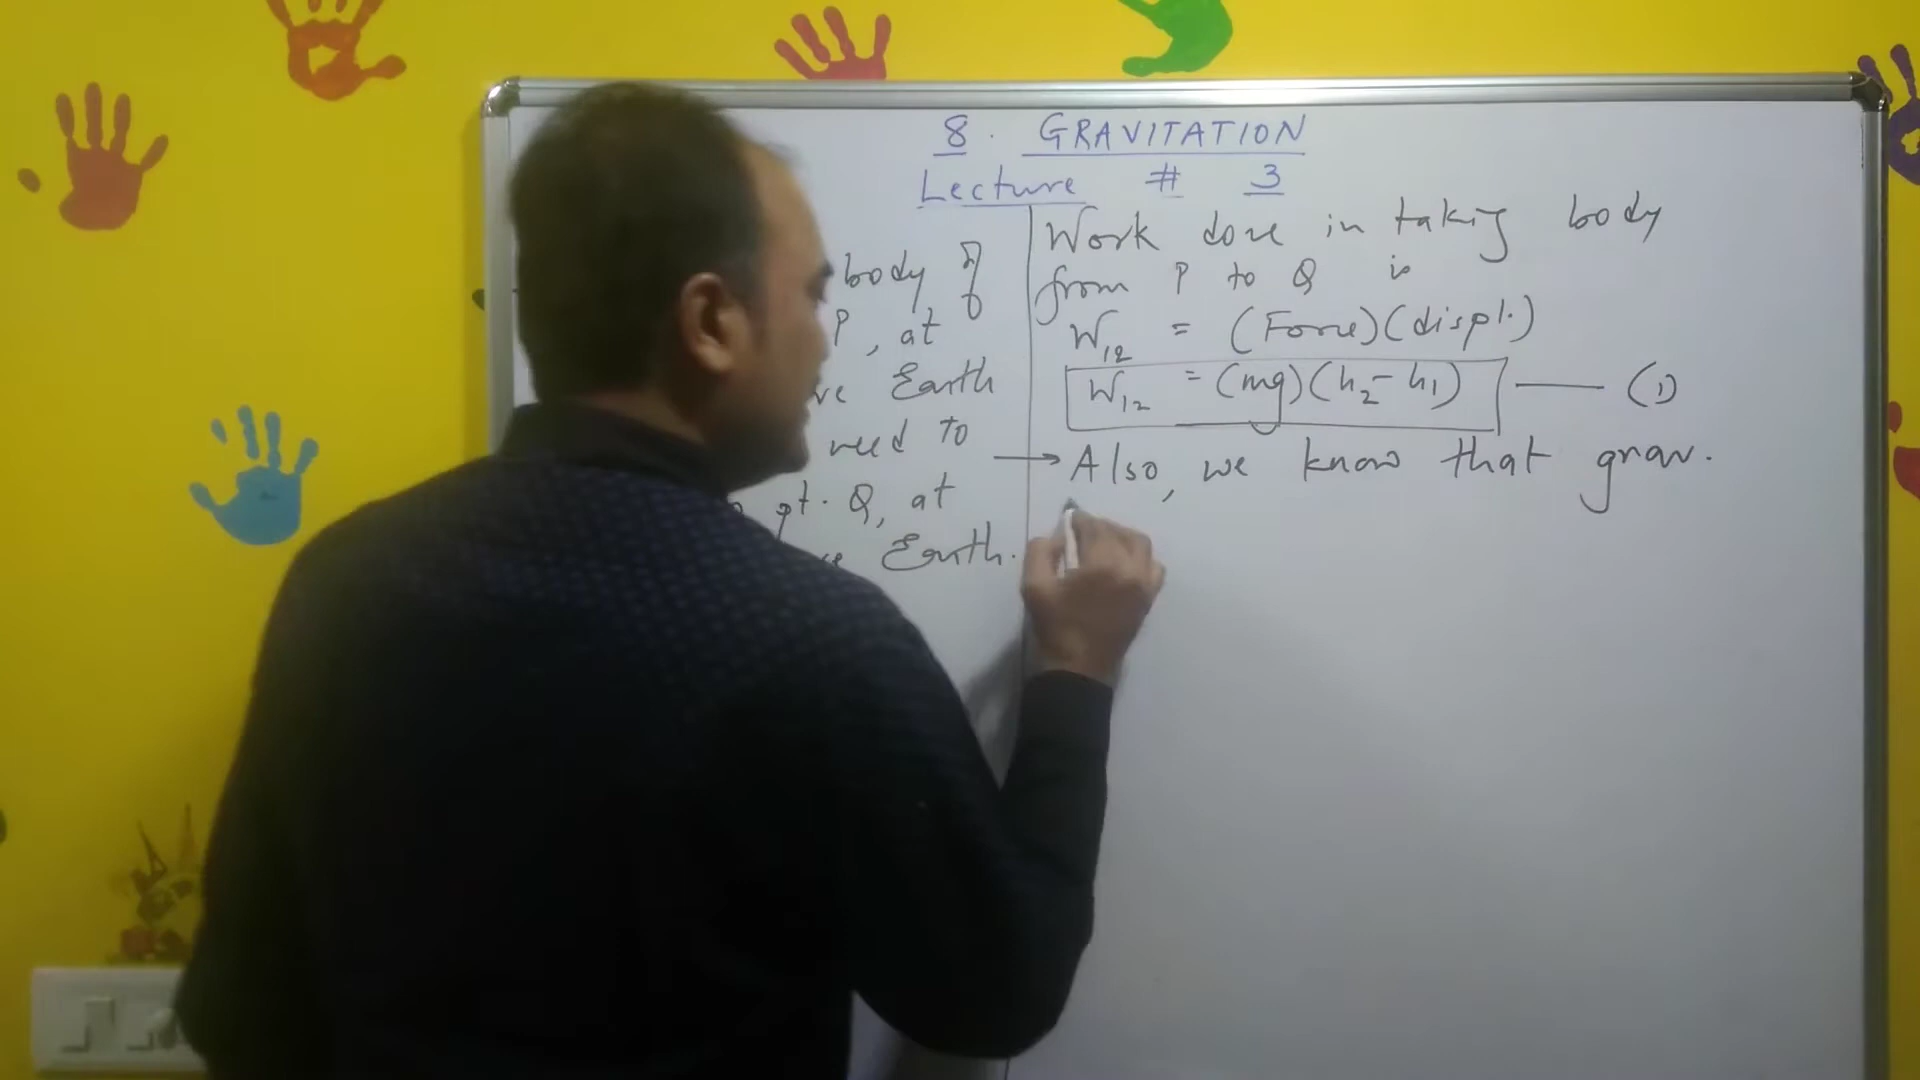 8. GRAVITATION
Lecture # 3
body of
P, at
Earth
need to
pt. Q, at
Earth.
Work done in taking body
from P to Q is
W12 = (Force)(displ.)
W12 = (mg)(h2-h1) —— (1)
→ Also, we know that grav.